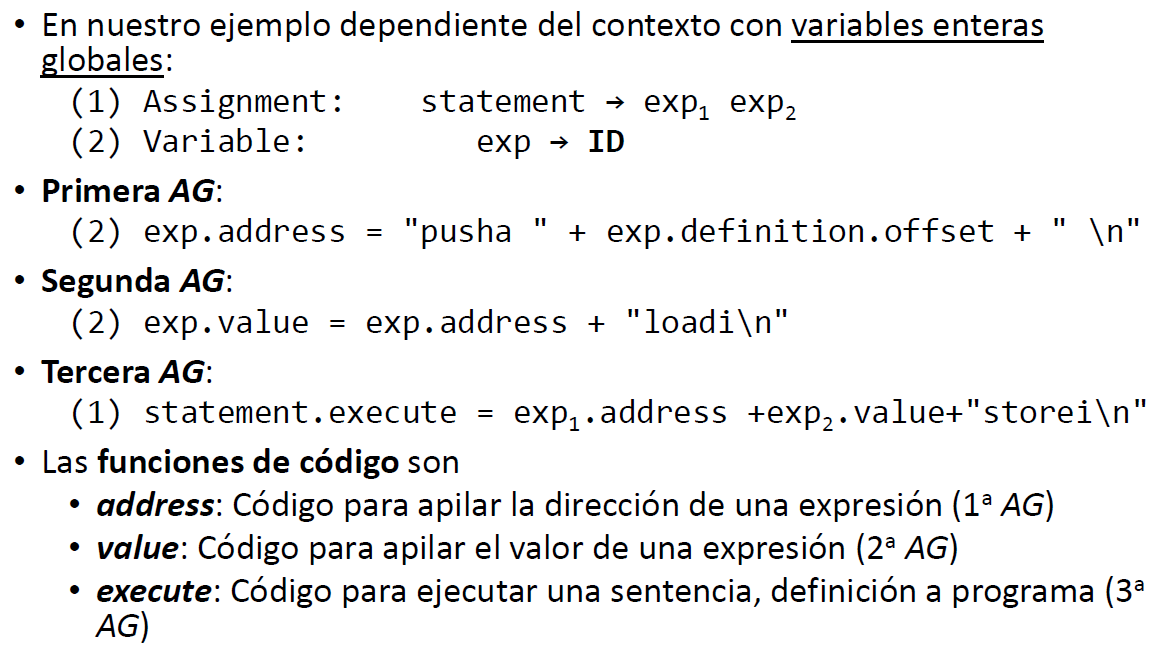 • En nuestro ejemplo dependiente del contexto con variables enteras
globales:
(1) Assignment: statement → exp₁ exp₂
(2) Variable: exp → ID
• Primera AG:
(2) exp.address = "pusha " + exp.definition.offset + " \n"
• Segunda AG:
(2) exp.value = exp.address + "loadi\n"
• Tercera AG:
(1) statement.execute = exp₁.address +exp₂.value+"storei\n"
• Las funciones de código son
• address: Código para apilar la dirección de una expresión (1ª AG)
• value: Código para apilar el valor de una expresión (2ª AG)
• execute: Código para ejecutar una sentencia, definición a programa (3ª
AG)